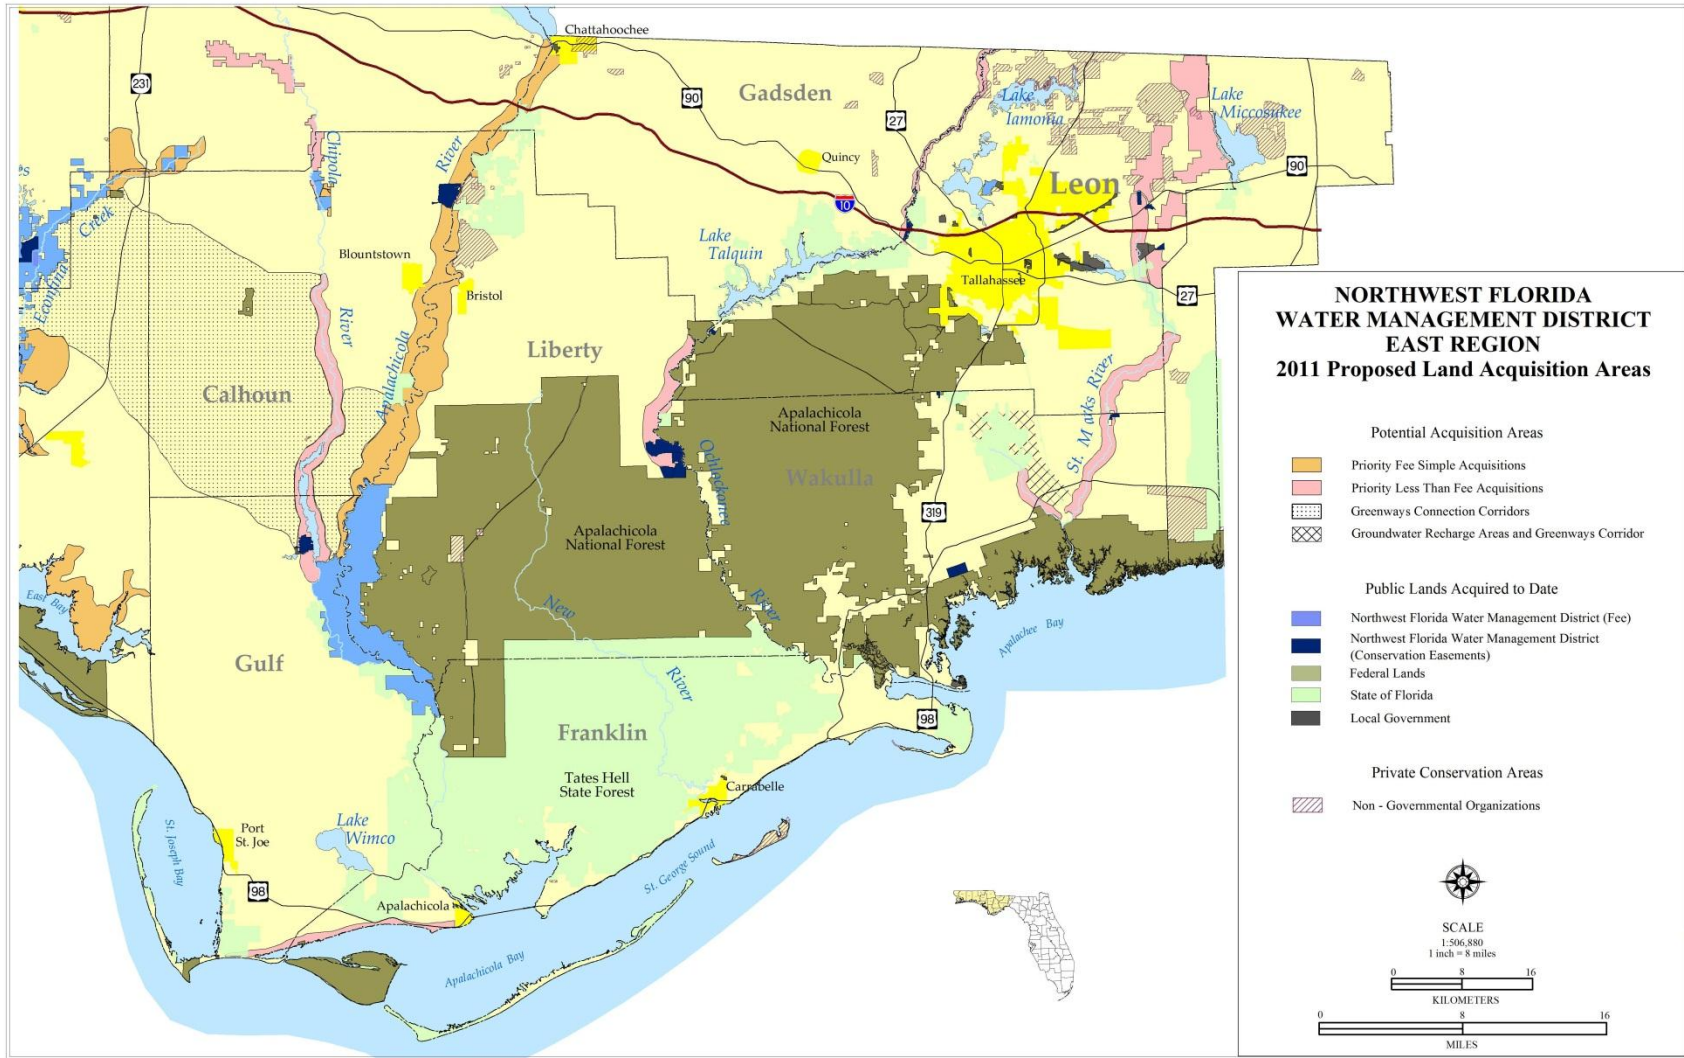 Chattahoochee
231
90
Gadsden
27
Lake
Iamonia
Lake
Miccosukee
Chipola
River
Quincy
Leon
90
10
es
Creek
Econfina
Blountstown
Bristol
Lake
Talquin
Tallahassee
27
River
Apalachicola
Liberty
Calhoun
St. Marks River
Apalachicola
National Forest
Ochlockonee
Wakulla
319
Apalachicola
National Forest
East Bay
New
River
Apalachee Bay
Gulf
River
Franklin
98
Tates Hell
State Forest
Carrabelle
Lake
Wimco
Port
St. Joe
St. Joseph Bay
98
St. George Sound
Apalachicola
Apalachicola Bay
NORTHWEST FLORIDA
WATER MANAGEMENT DISTRICT
EAST REGION
2011 Proposed Land Acquisition Areas
Potential Acquisition Areas
Priority Fee Simple Acquisitions
Priority Less Than Fee Acquisitions
Greenways Connection Corridors
Groundwater Recharge Areas and Greenways Corridor
Public Lands Acquired to Date
Northwest Florida Water Management District (Fee)
Northwest Florida Water Management District
(Conservation Easements)
Federal Lands
State of Florida
Local Government
Private Conservation Areas
Non - Governmental Organizations
SCALE
1:506,880
1 inch = 8 miles
0 8 16
KILOMETERS
0 8 16
MILES